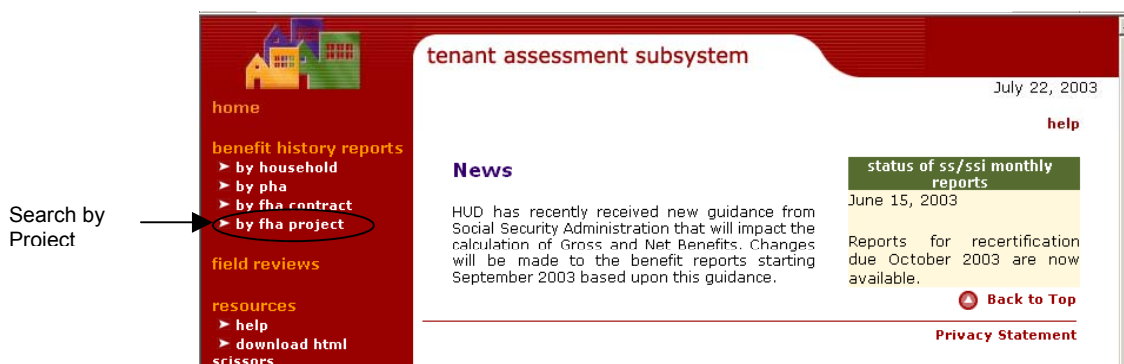 tenant assessment subsystem
July 22, 2003
help
home
benefit history reports
by household
by pha
by fha contract
by fha project
field reviews
resources
help
download html
scissors
Search by
Project
News
HUD has recently received new guidance from
Social Security Administration that will impact the
calculation of Gross and Net Benefits. Changes
will be made to the benefit reports starting
September 2003 based upon this guidance.
status of ss/ssi monthly
reports
June 15, 2003
Reports for recertification
due October 2003 are now
available.
Back to Top
Privacy Statement